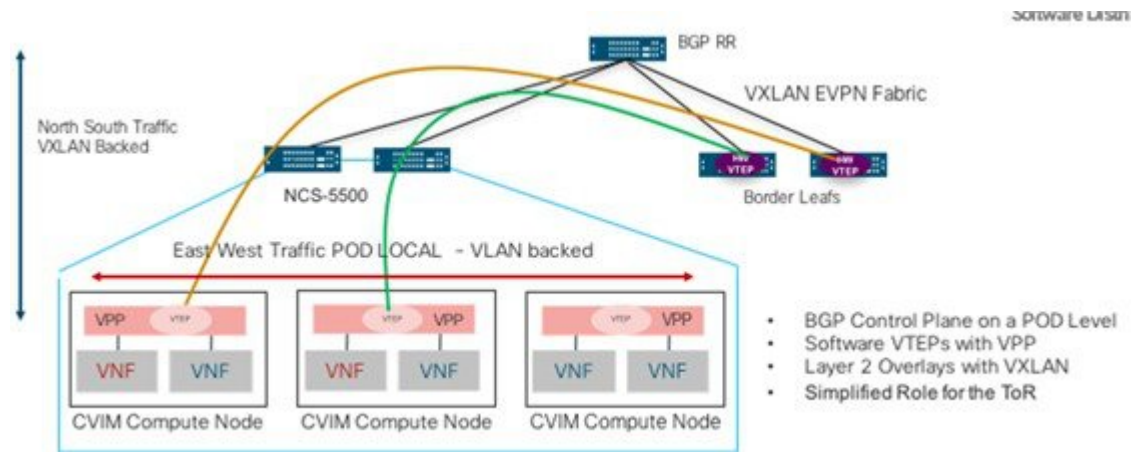 BGP RR
VXLAN EVPN Fabric
North South Traffic
VXLAN Backed
VTEP
VTEP
NCS-5500
Border Leafs
East West Traffic POD LOCAL – VLAN backed
VPP VTEP
VTEP VPP
VTEP VPP
VNF VNF
VNF VNF
VNF VNF
CVIM Compute Node
CVIM Compute Node
CVIM Compute Node
• BGP Control Plane on a POD Level
• Software VTEPs with VPP
• Layer 2 Overlays with VXLAN
• Simplified Role for the ToR